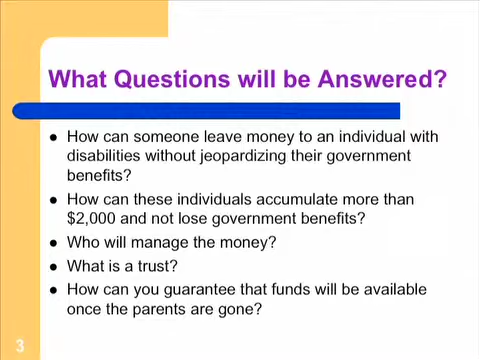 What Questions will be Answered?
● How can someone leave money to an individual with
disabilities without jeopardizing their government
benefits?
● How can these individuals accumulate more than
$2,000 and not lose government benefits?
● Who will manage the money?
● What is a trust?
● How can you guarantee that funds will be available
once the parents are gone?
3